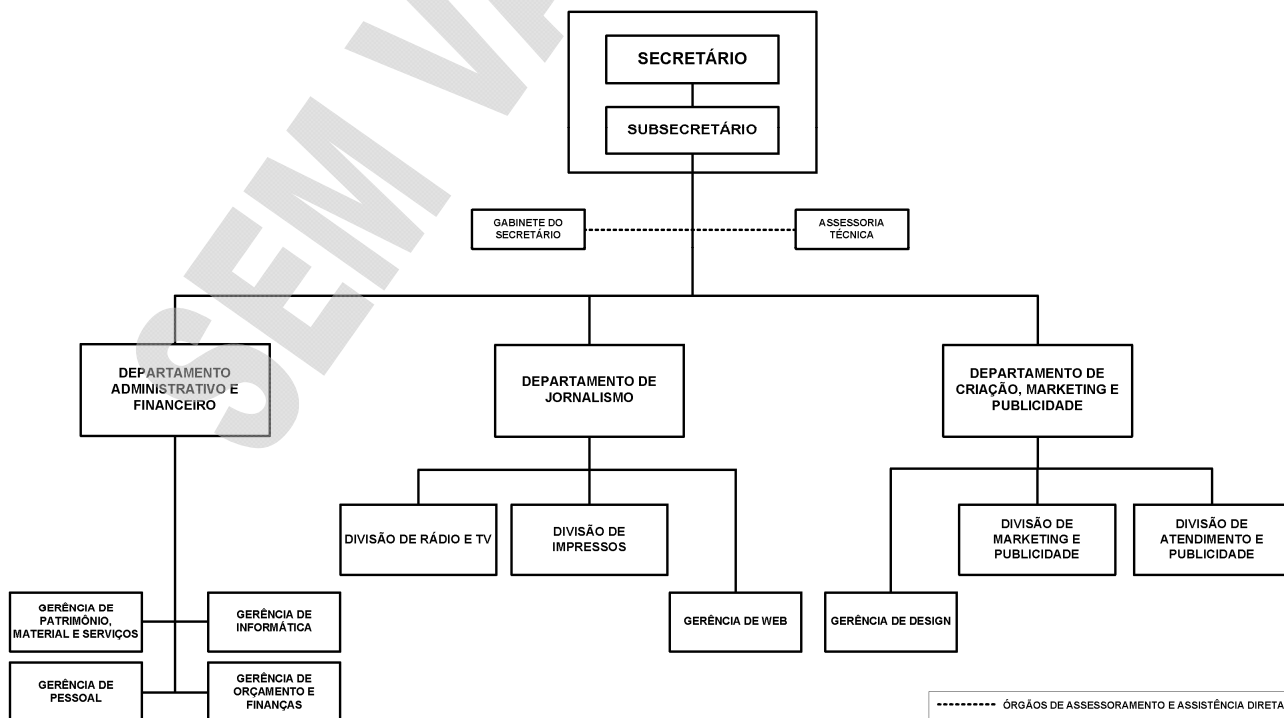 SECRETÁRIO
SUBSECRETÁRIO
GABINETE DO
SECRETÁRIO
ASSESSORIA
TÉCNICA
DEPARTAMENTO
ADMINISTRATIVO E
FINANCEIRO
DEPARTAMENTO DE
JORNALISMO
DEPARTAMENTO DE
CRIAÇÃO, MARKETING E
PUBLICIDADE
DIVISÃO DE RÁDIO E TV
DIVISÃO DE
IMPRESSOS
DIVISÃO DE
MARKETING E
PUBLICIDADE
DIVISÃO DE
ATENDIMENTO E
PUBLICIDADE
GERÊNCIA DE
PATRIMÔNIO,
MATERIAL E SERVIÇOS
GERÊNCIA DE
INFORMÁTICA
GERÊNCIA DE WEB
GERÊNCIA DE DESIGN
GERÊNCIA DE
PESSOAL
GERÊNCIA DE
ORÇAMENTO E
FINANÇAS
ÓRGÃOS DE ASSESSORAMENTO E ASSISTÊNCIA DIRETA
SEM